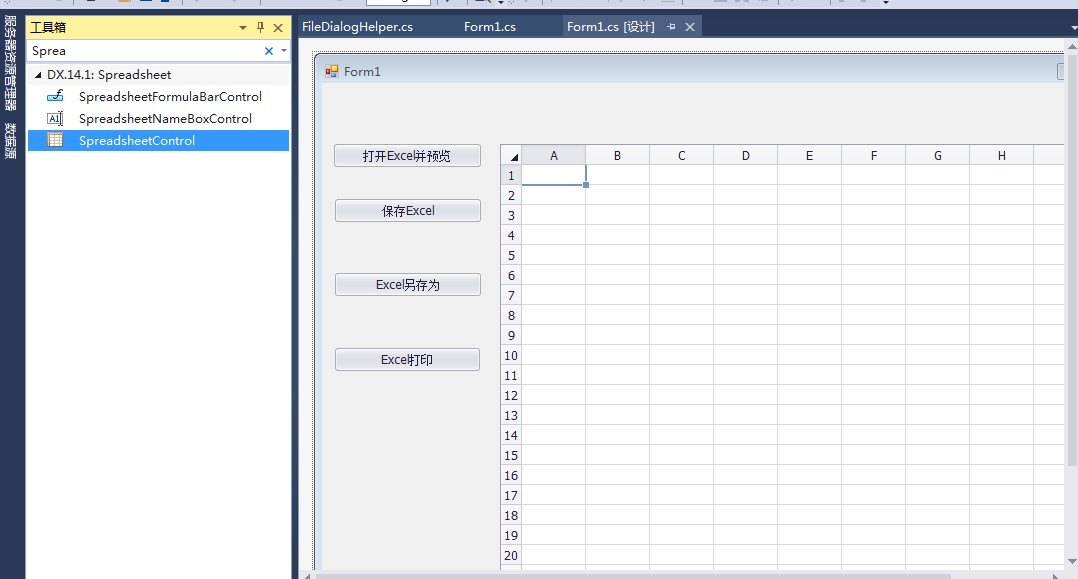 服务器资源管理器
数据源
工具箱
Sprea
DX.14.1: Spreadsheet
SpreadsheetFormulaBarControl
SpreadsheetNameBoxControl
SpreadsheetControl
FileDialogHelper.cs
Form1.cs
Form1.cs [设计]
Form1
打开Excel并预览
保存Excel
Excel另存为
Excel打印
A B C D E F G H
1
2
3
4
5
6
7
8
9
10
11
12
13
14
15
16
17
18
19
20